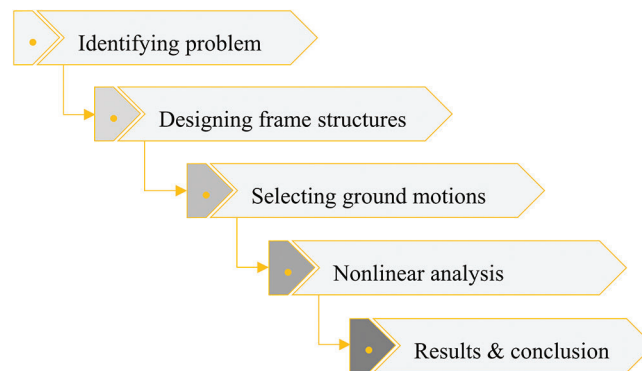 Identifying problem
Designing frame structures
Selecting ground motions
Nonlinear analysis
Results & conclusion